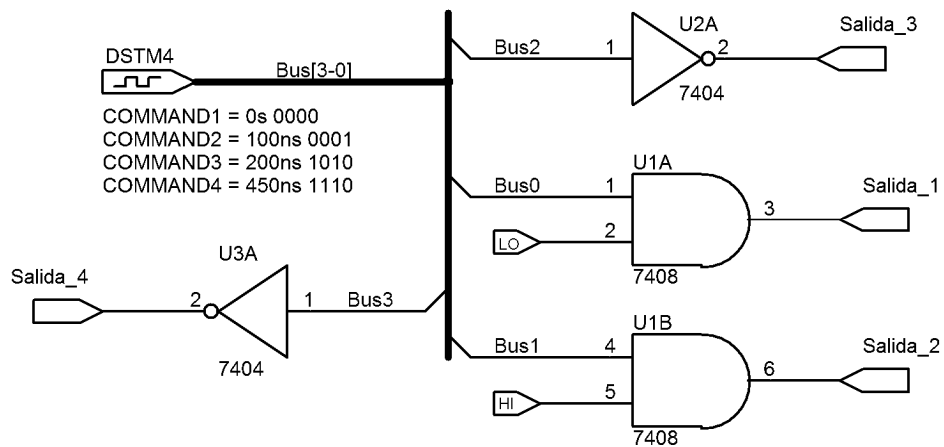 DSTM4
Bus[3-0]
COMMAND1 = 0s 0000
COMMAND2 = 100ns 0001
COMMAND3 = 200ns 1010
COMMAND4 = 450ns 1110
Bus2
1
U2A
2
7404
Salida_3
Bus0
1
LO
2
U1A
3
7408
Salida_1
Salida_4
2
U3A
1
Bus3
7404
Bus1
4
HI
5
U1B
6
7408
Salida_2